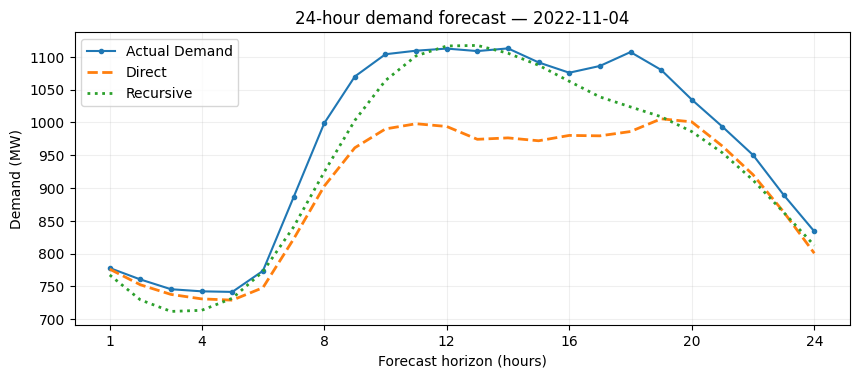 24-hour demand forecast — 2022-11-04
Actual Demand
Direct
Recursive
Demand (MW)
1100
1050
1000
950
900
850
800
750
700
1 4 8 12 16 20 24
Forecast horizon (hours)